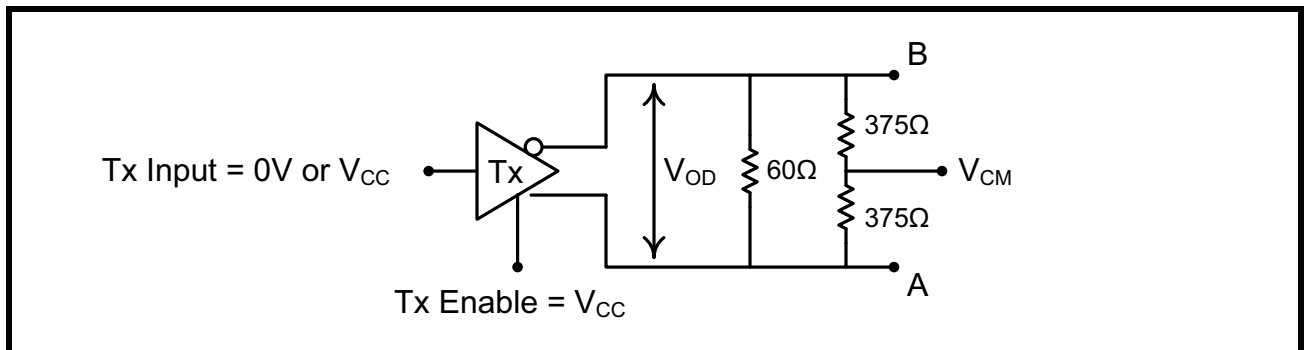 B
375Ω
Tx Input = 0V or VCC
Tx
VOD
60Ω
VCM
375Ω
A
Tx Enable = VCC